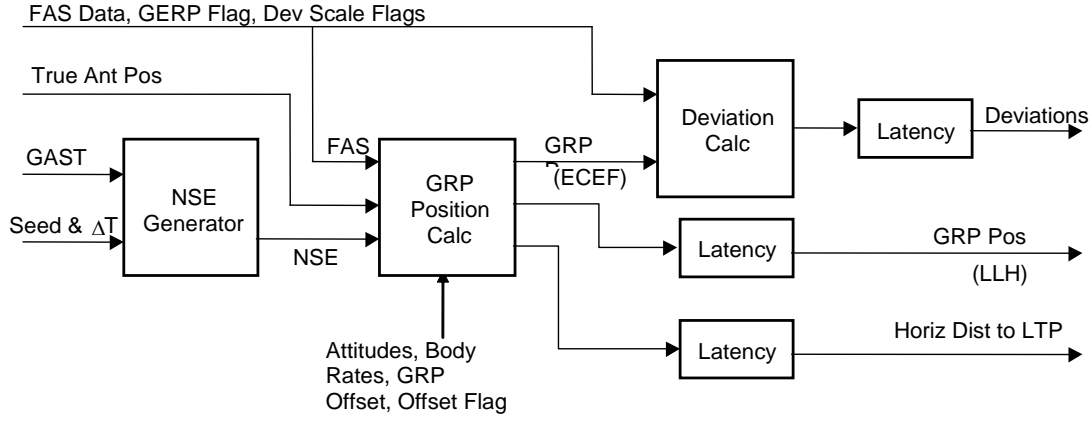 FAS Data, GERP Flag, Dev Scale Flags
True Ant Pos
GAST
Seed & ΔT
NSE
Generator
NSE
FAS
GRP
Position
Calc
Attitudes, Body
Rates, GRP
Offset, Offset Flag
GRP
(ECEF)
Deviation
Calc
Latency
Deviations
Latency
GRP Pos
(LLH)
Latency
Horiz Dist to LTP